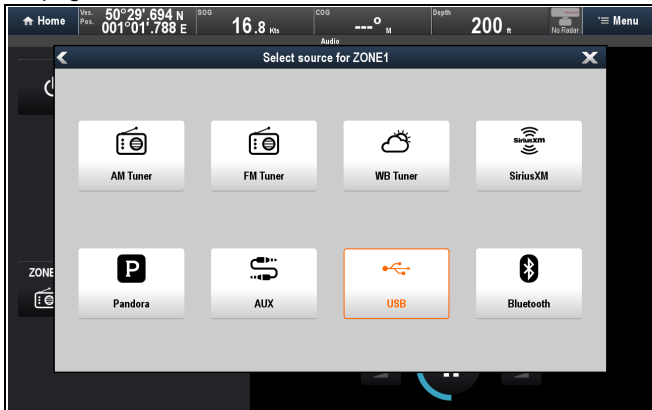 Home
Ves. Pos. 50°29'.694 N
001°01'.788 E
SOG
16.8 Kts
COG
---° M
Depth
200 ft
No Radar
Menu
Audio
Select source for ZONE1
AM Tuner
FM Tuner
WB Tuner
SiriusXM
SiriusXM
P
Pandora
AUX
USB
Bluetooth
ZONE